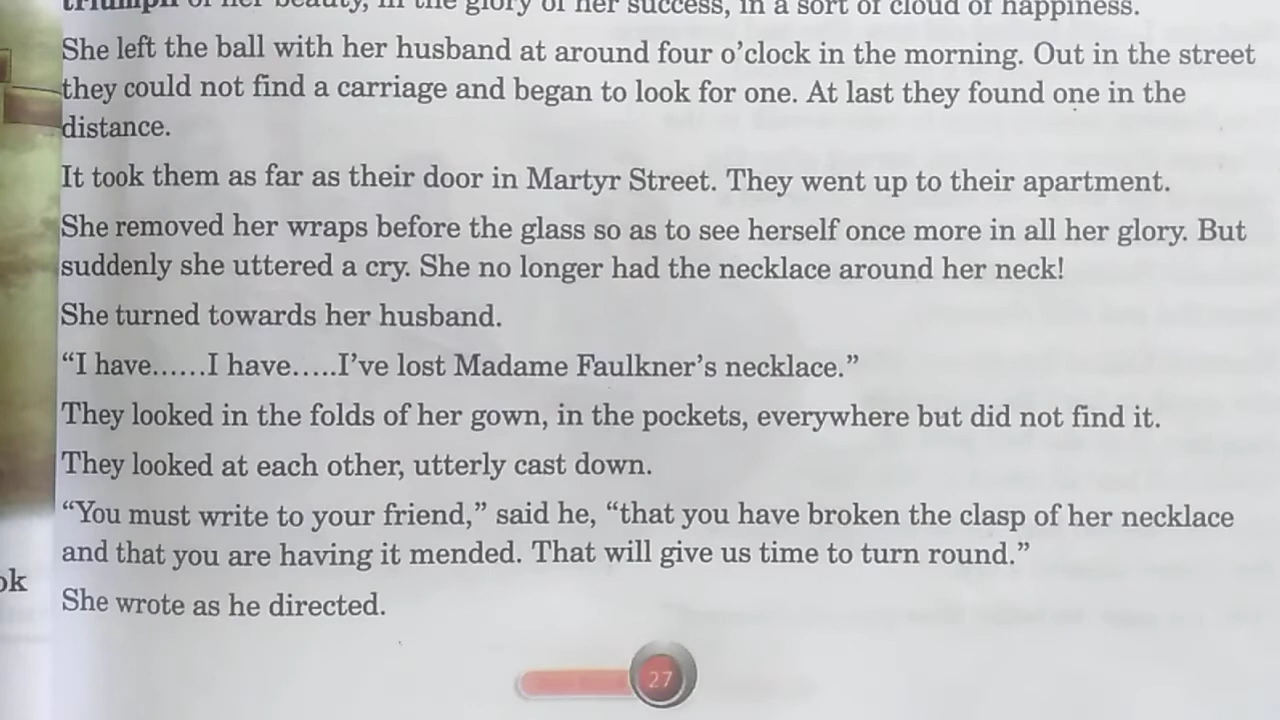 triumph of her beauty, in the glory of her success, in a sort of cloud of happiness.
She left the ball with her husband at around four o’clock in the morning. Out in the street
they could not find a carriage and began to look for one. At last they found one in the
distance.
It took them as far as their door in Martyr Street. They went up to their apartment.
She removed her wraps before the glass so as to see herself once more in all her glory. But
suddenly she uttered a cry. She no longer had the necklace around her neck!
She turned towards her husband.
“I have......I have.....I’ve lost Madame Faulkner’s necklace.”
They looked in the folds of her gown, in the pockets, everywhere but did not find it.
They looked at each other, utterly cast down.
“You must write to your friend,” said he, “that you have broken the clasp of her necklace
and that you are having it mended. That will give us time to turn round.”
ok
She wrote as he directed.
27